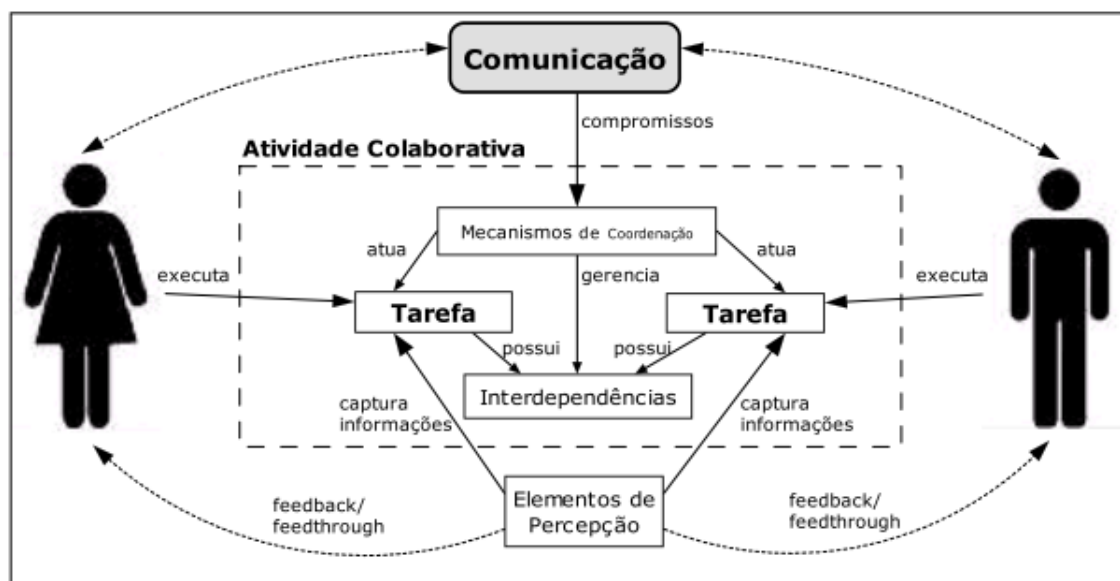 Comunicação
compromissos
Atividade Colaborativa
Mecanismos de Coordenação
atua
atua
executa
gerencia
executa
Tarefa
Tarefa
possui
possui
Interdependências
captura
informações
captura
informações
Elementos de
Percepção
feedback/
feedthrough
feedback/
feedthrough